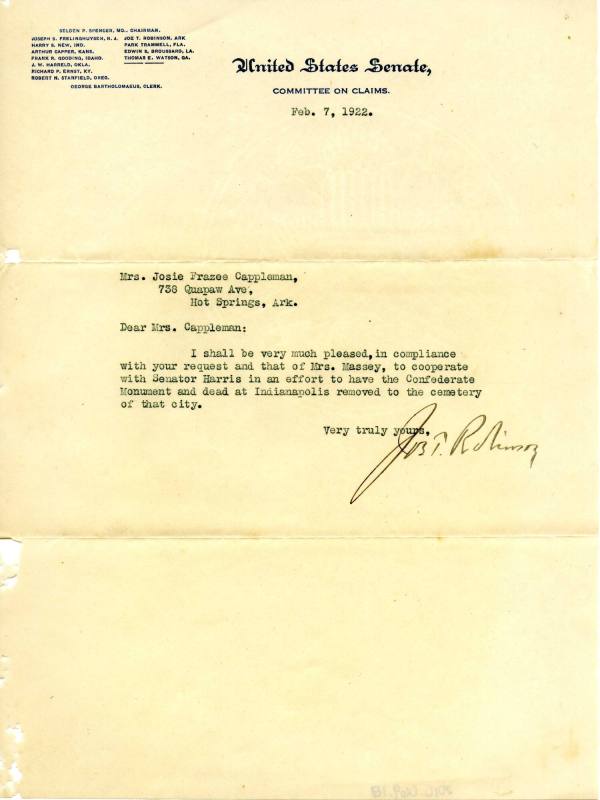 SELDEN P. SPENCER, MO., CHAIRMAN.
JOSEPH S. FRELINGHUYSEN, N. J. JOE T. ROBINSON, ARK
HARRY S. NEW, IND. PARK TRAMMELL, FLA.
ARTHUR CAPPER, KANS. EDWIN S. BROUSSARD, LA.
FRANK R. GOODING, IDAHO. THOMAS E. WATSON, GA.
J. W. HARRELD, OKLA.
RICHARD P. ERNST, KY.
ROBERT N. STANFIELD, OREG.
GEORGE BARTHOLOMAEUS, CLERK.
United States Senate,
COMMITTEE ON CLAIMS.
Feb. 7, 1922.
Mrs. Josie Frazee Cappleman,
738 Quapaw Ave,
Hot Springs, Ark.
Dear Mrs. Cappleman:
I shall be very much pleased, in compliance
with your request and that of Mrs. Massey, to cooperate
with Senator Harris in an effort to have the Confederate
Monument and dead at Indianapolis removed to the cemetery
of that city.
Very truly yours,
Joe T. Robinson